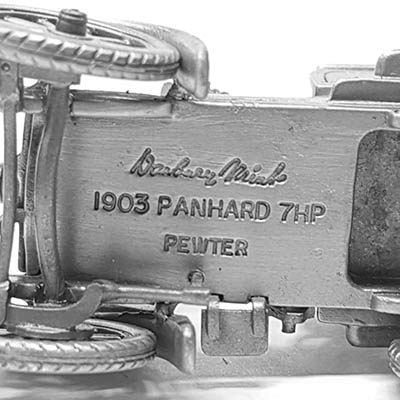 Danbury Mint
1903 PANHARD 7HP
PEWTER